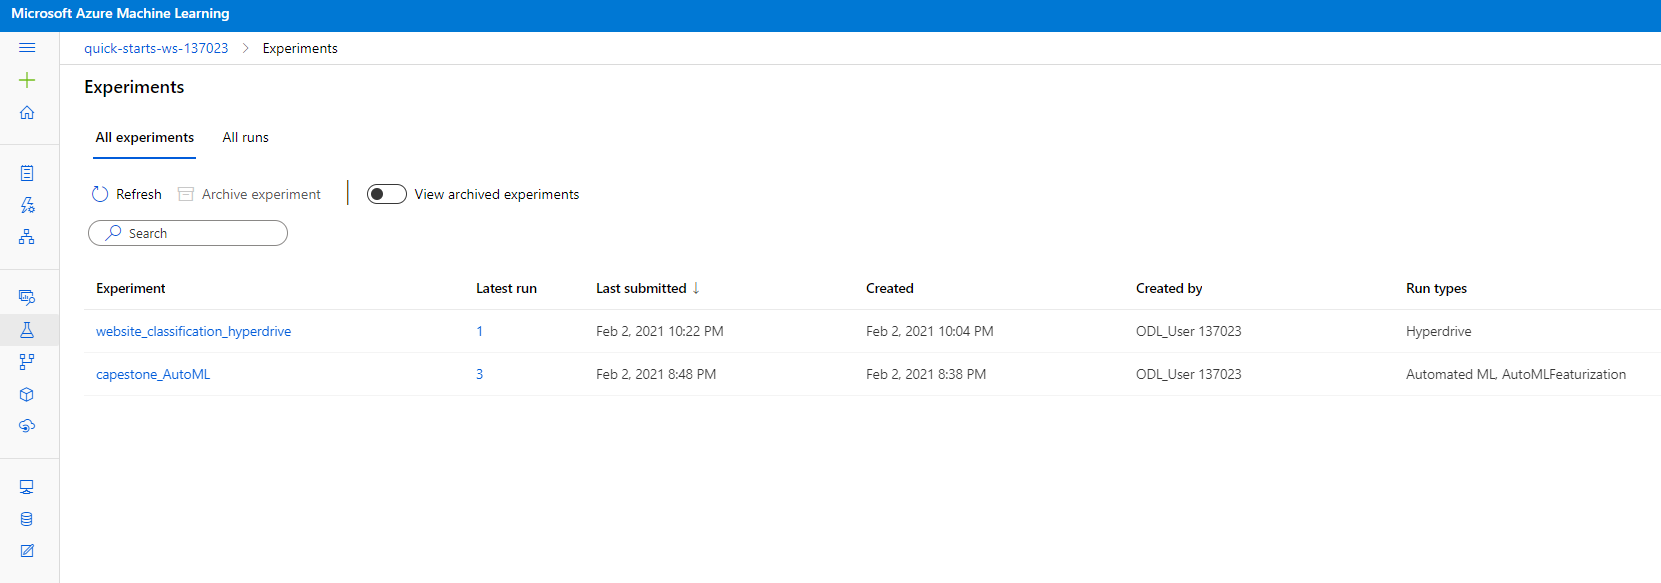 Microsoft Azure Machine Learning
quick-starts-ws-137023 > Experiments
Experiments
All experiments All runs
Refresh Archive experiment View archived experiments
Search
Experiment Latest run Last submitted ↓ Created Created by Run types
website_classification_hyperdrive 1 Feb 2, 2021 10:22 PM Feb 2, 2021 10:04 PM ODL_User 137023 Hyperdrive
capestone_AutoML 3 Feb 2, 2021 8:48 PM Feb 2, 2021 8:38 PM ODL_User 137023 Automated ML, AutoMLFeaturization